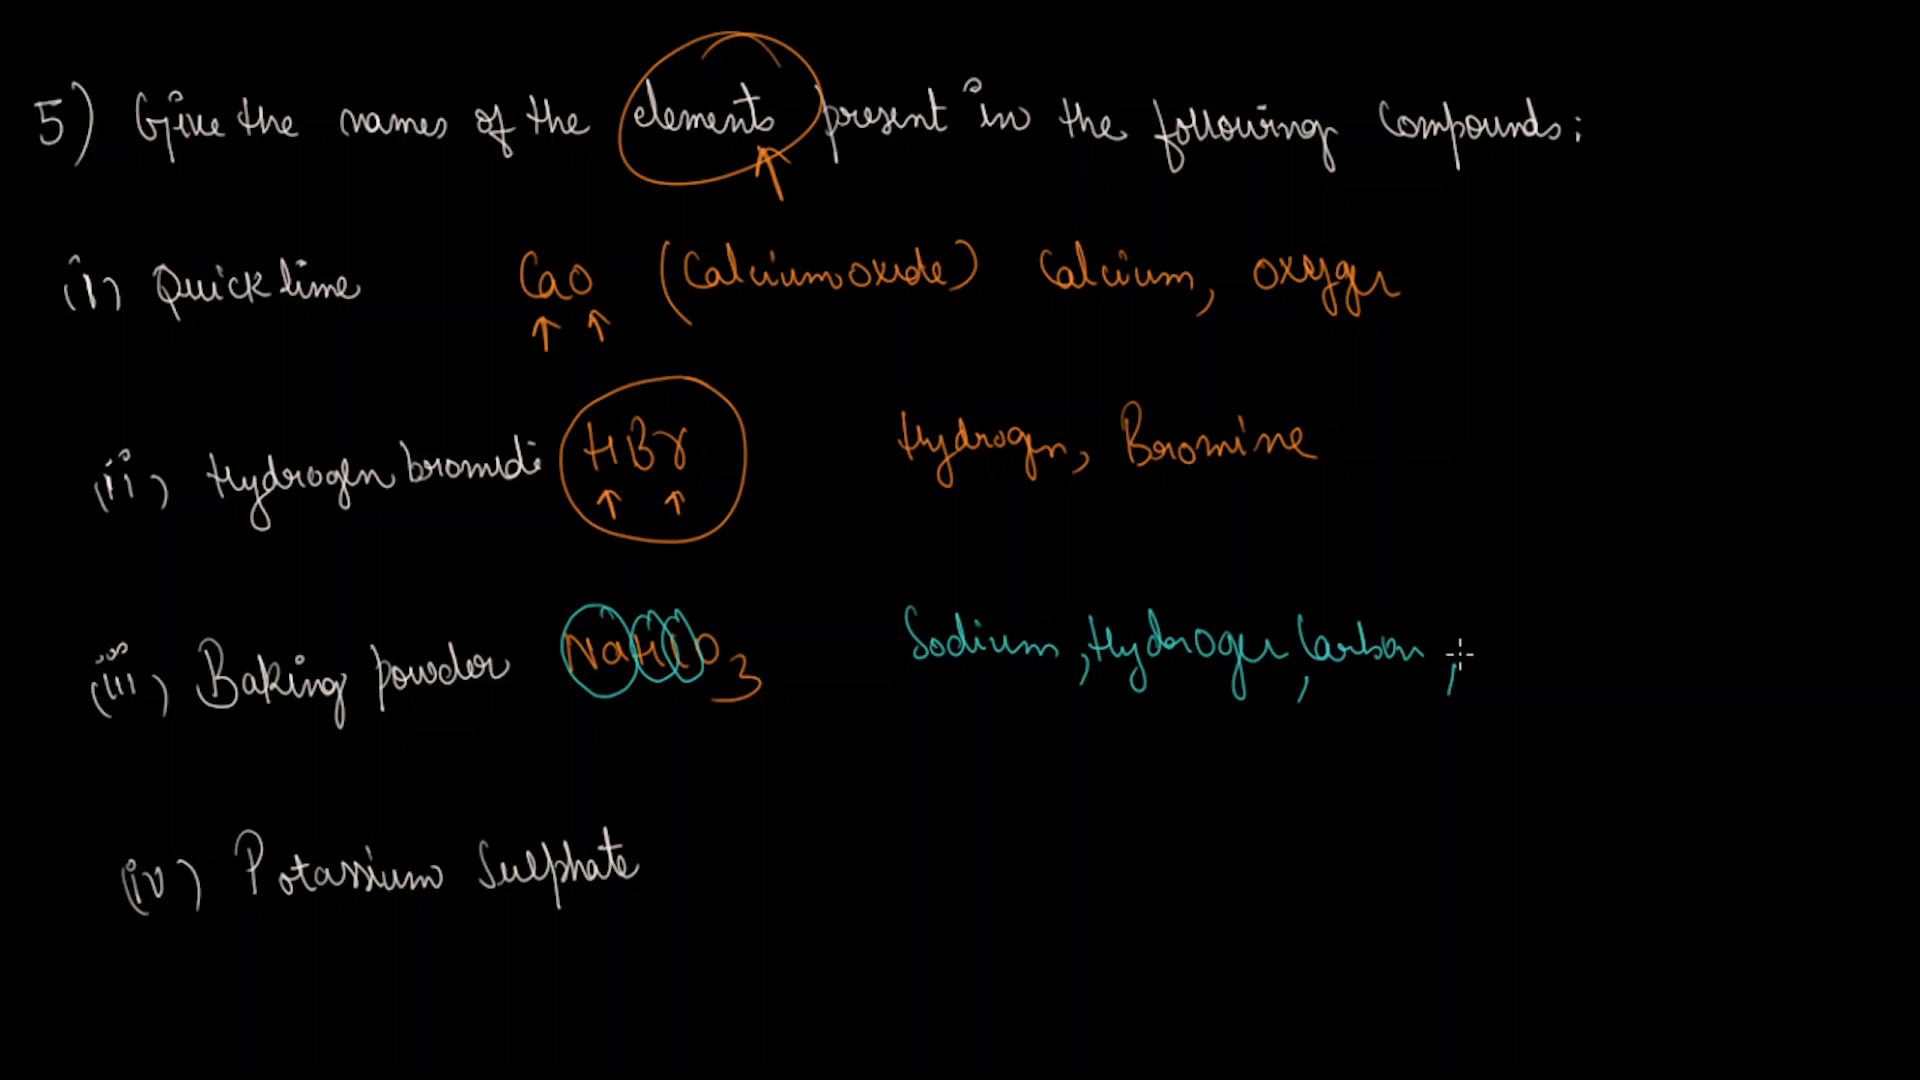 5) Give the names of the elements present in the following Compounds:
(i) Quick lime CaO (Calcium oxide) Calcium, oxygen
(ii) Hydrogen bromide HBr Hydrogen, Bromine
(iii) Baking powder NaHCO3 Sodium, Hydrogen, Carbon,
(iv) Potassium Sulphate